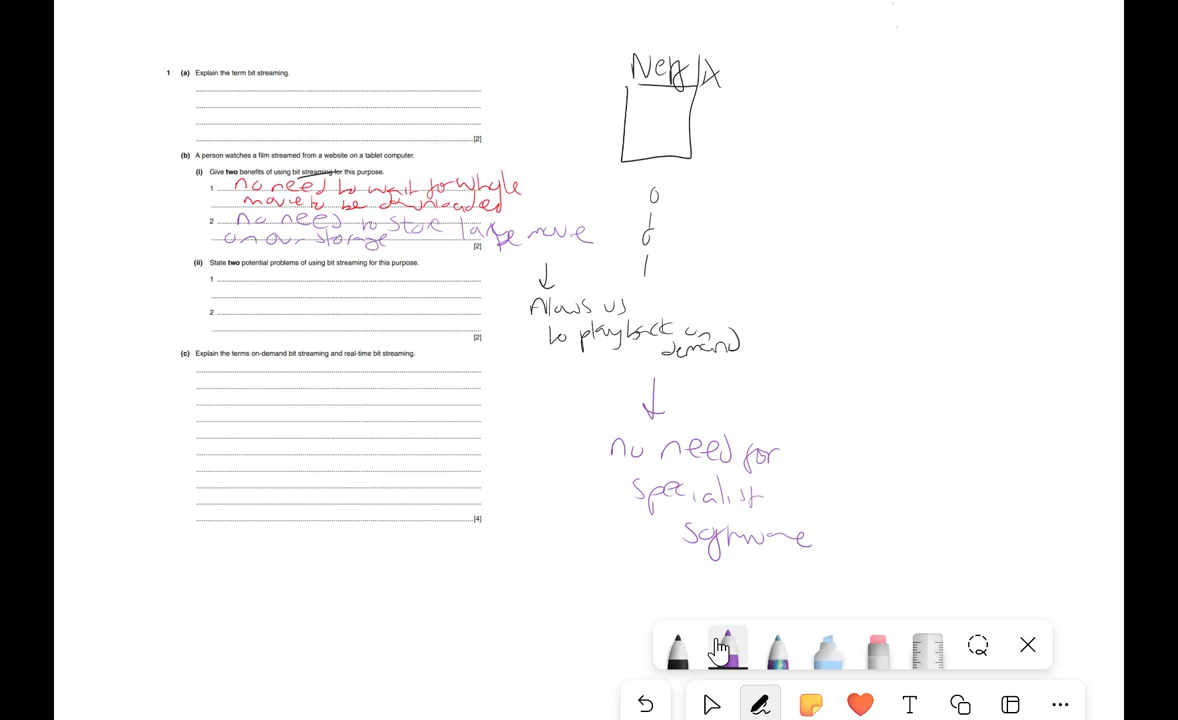 1 (a) Explain the term bit streaming.
[2]
(b) A person watches a film streamed from a website on a tablet computer.
(i) Give two benefits of using bit streaming for this purpose.
1 no need to wait for whole
movie to be downloaded
2 no need to store large movie
on our storage
[2]
(ii) State two potential problems of using bit streaming for this purpose.
1
2
[2]
(c) Explain the terms on-demand bit streaming and real-time bit streaming.
[4]
Netflix
0
1
0
1
Allows us
to playback on
demand
no need for
specialist
software
T